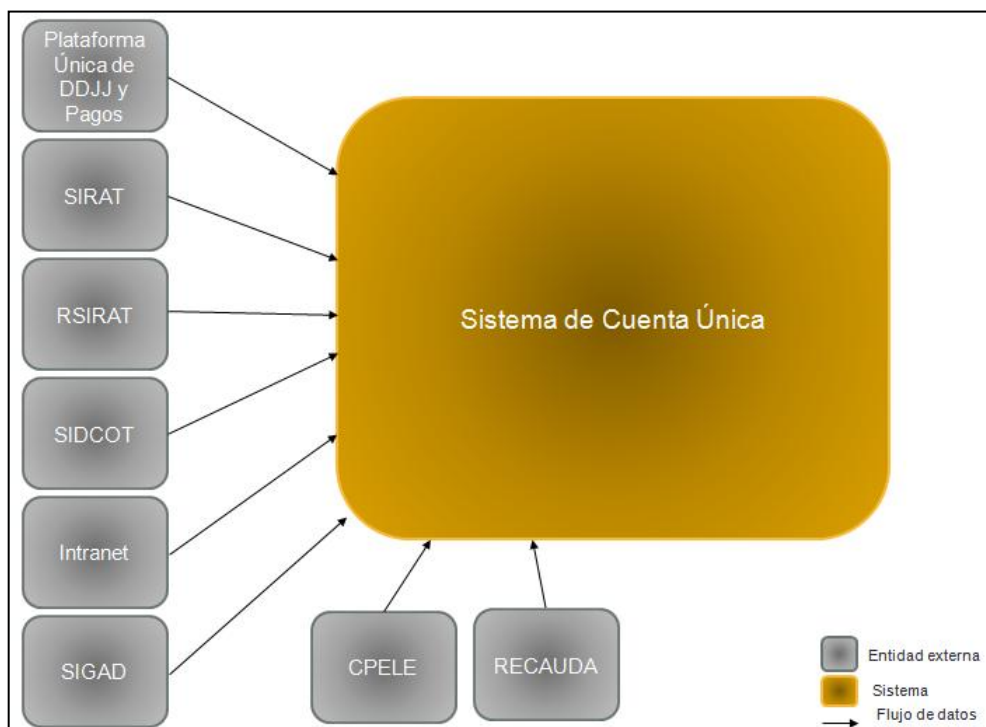 Plataforma
Única de
DDJJ y
Pagos
SIRAT
RSIRAT
SIDCOT
Intranet
SIGAD
Sistema de Cuenta Única
CPELE
RECAUDA
Entidad externa
Sistema
Flujo de datos